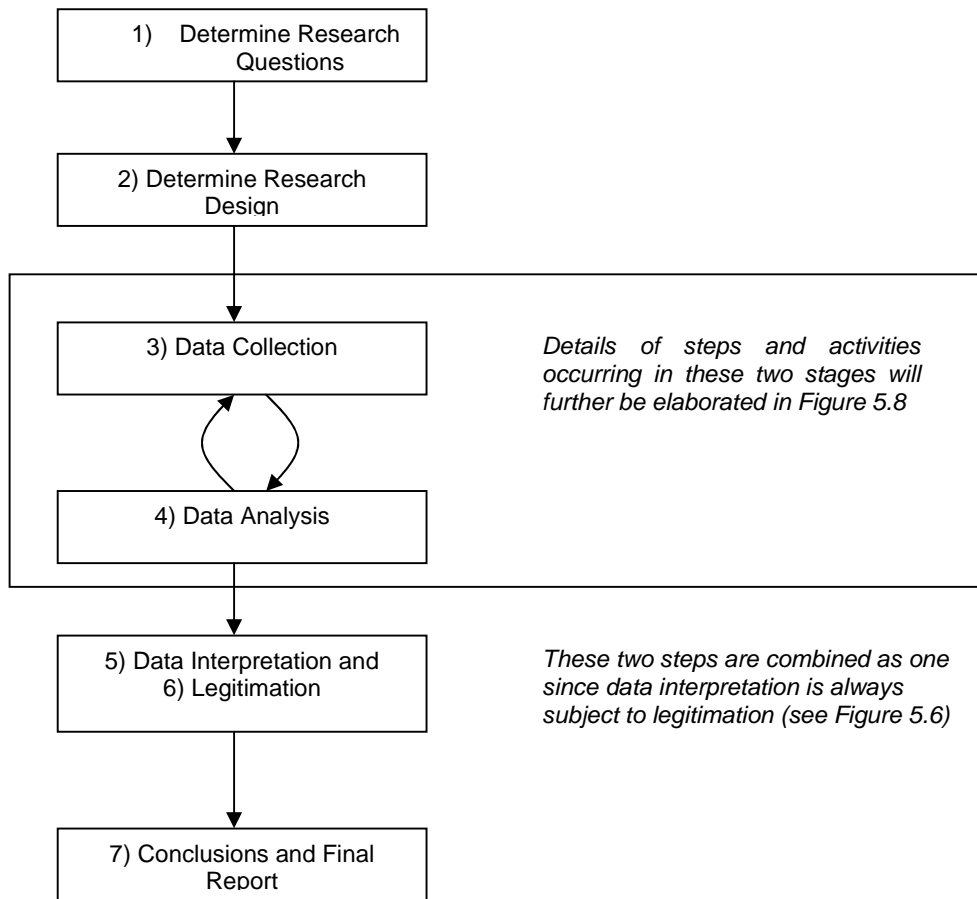 1) Determine Research
Questions
2) Determine Research
Design
3) Data Collection
Details of steps and activities
occurring in these two stages will
further be elaborated in Figure 5.8
4) Data Analysis
5) Data Interpretation and
6) Legitimation
These two steps are combined as one
since data interpretation is always
subject to legitimation (see Figure 5.6)
7) Conclusions and Final
Report